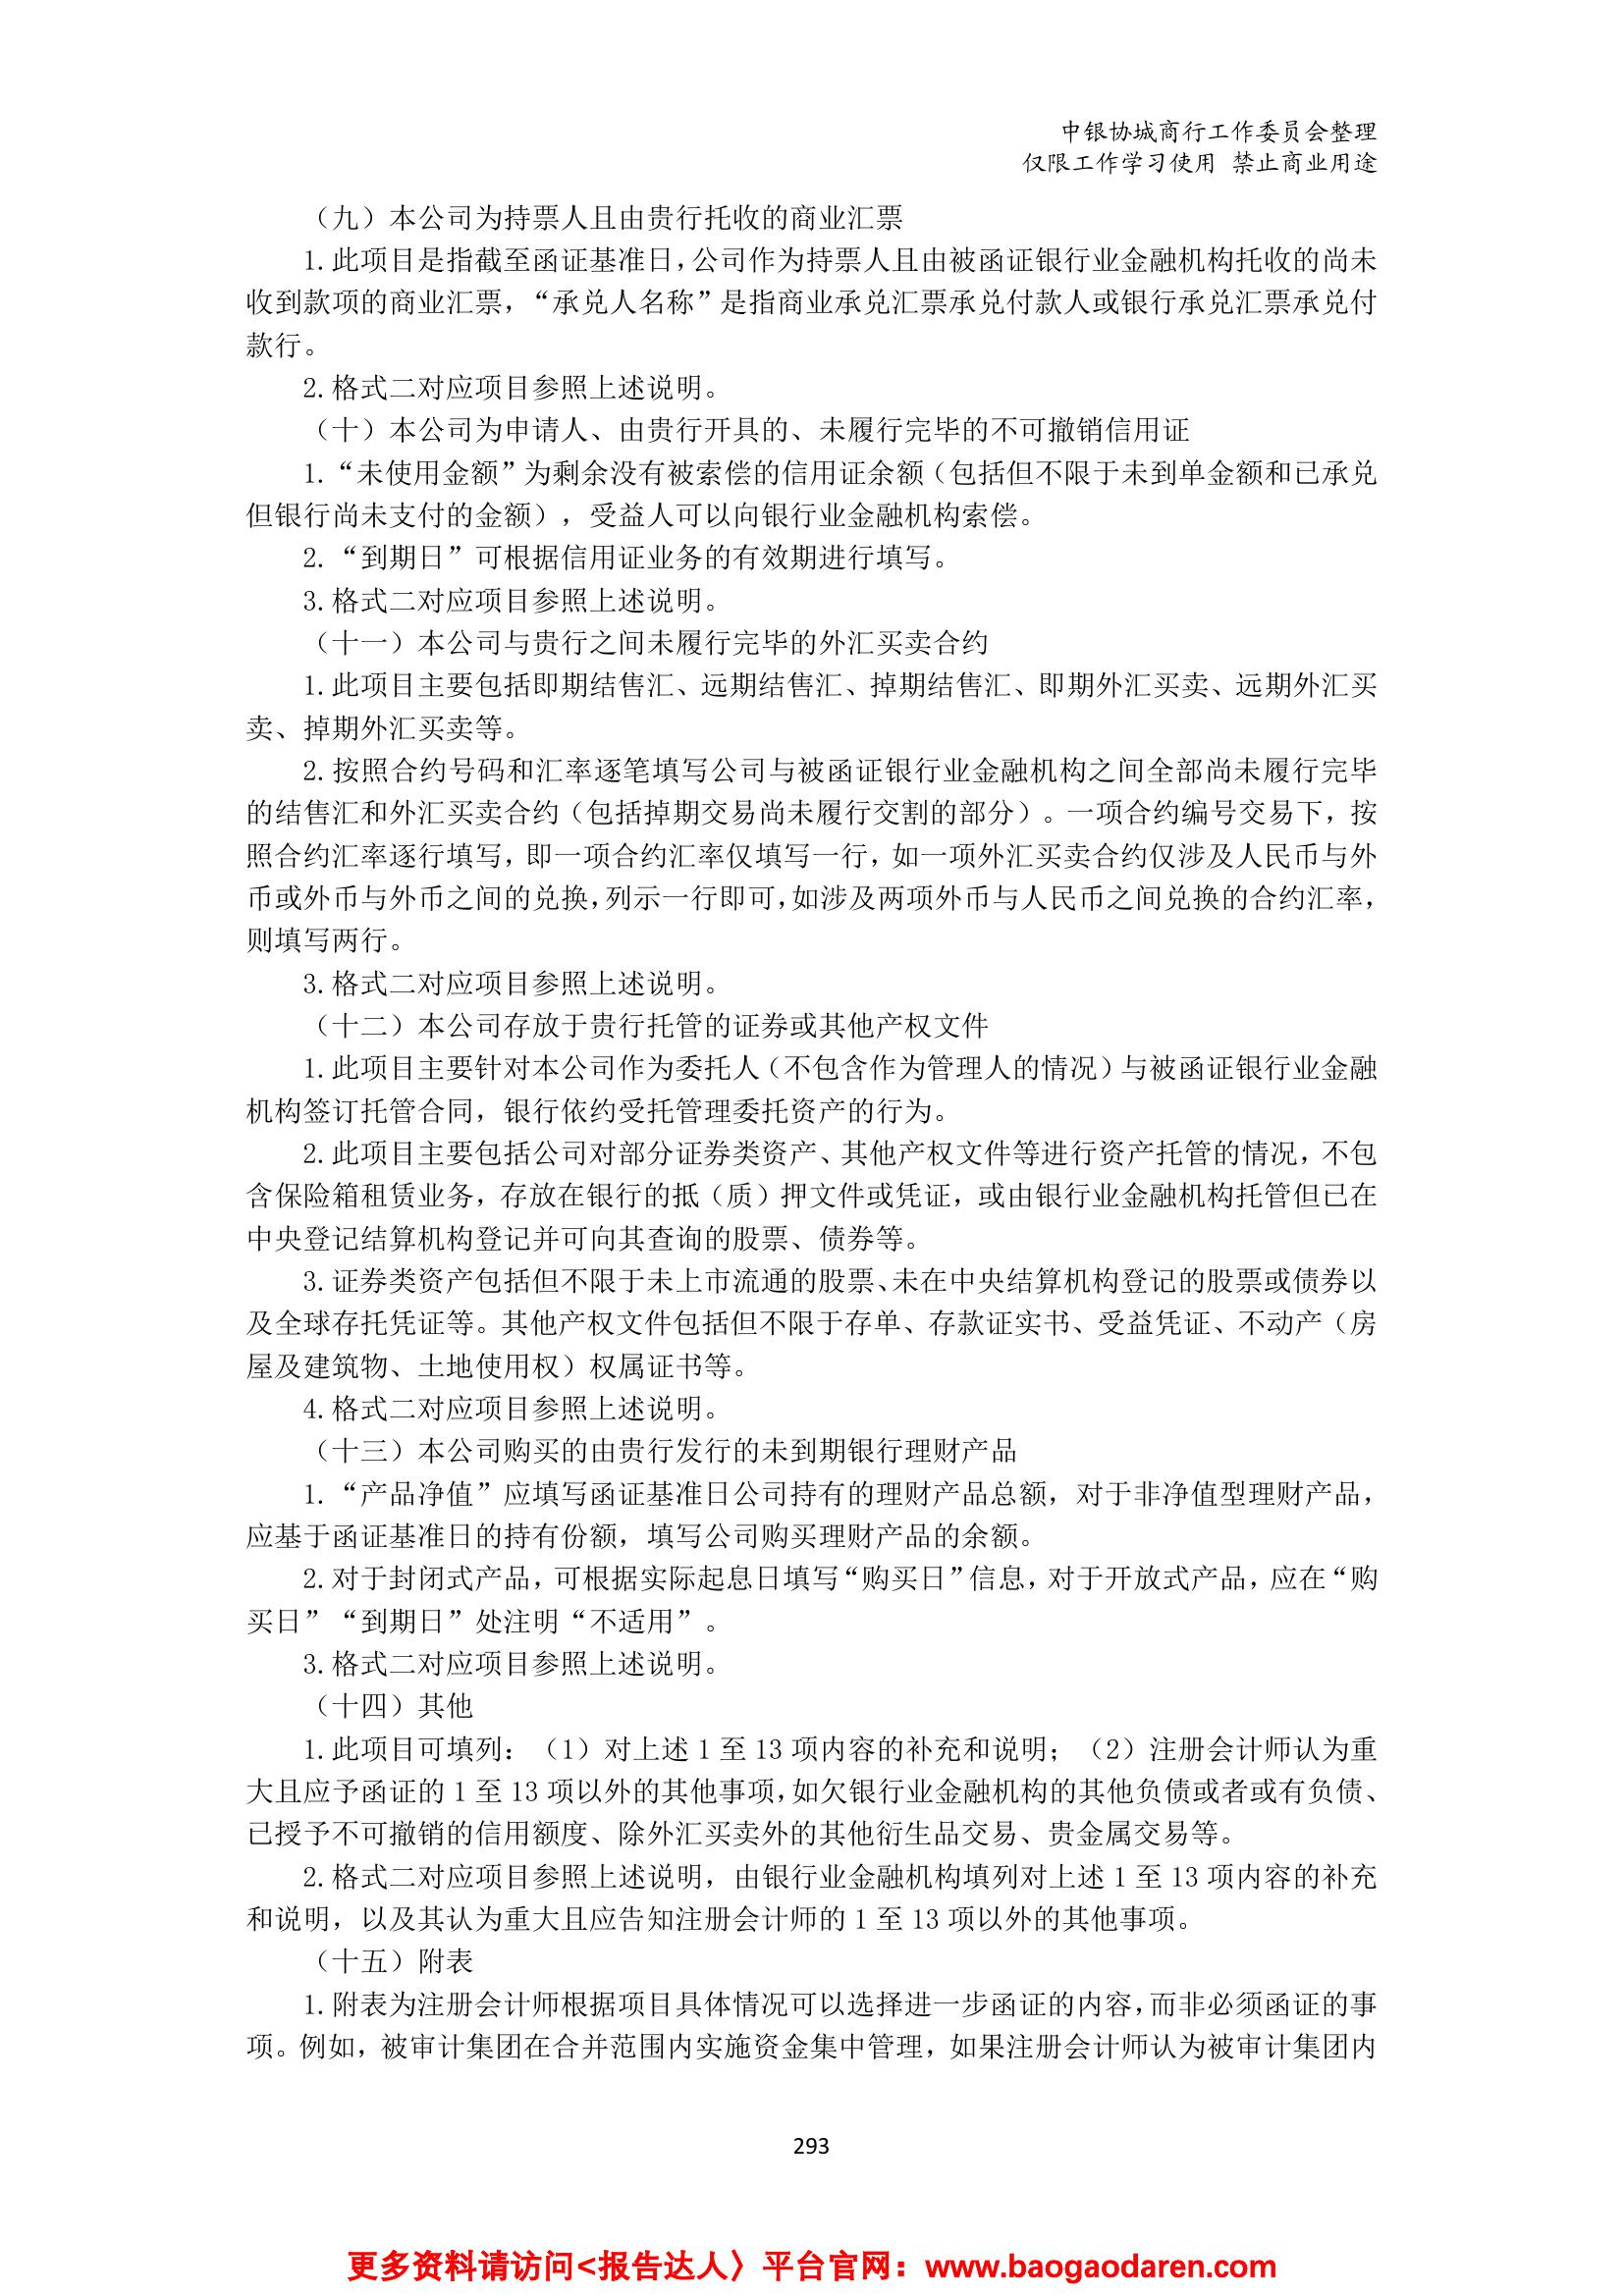 中银协城商行工作委员会整理
仅限工作学习使用 禁止商业用途
（九）本公司为持票人且由贵行托收的商业汇票
1.此项目是指截至函证基准日，公司作为持票人且由被函证银行业金融机构托收的尚未
收到款项的商业汇票，“承兑人名称”是指商业承兑汇票承兑付款人或银行承兑汇票承兑付
款行。
2.格式二对应项目参照上述说明。
（十）本公司为申请人、由贵行开具的、未履行完毕的不可撤销信用证
1.“未使用金额”为剩余没有被索偿的信用证余额（包括但不限于未到单金额和已承兑
但银行尚未支付的金额），受益人可以向银行业金融机构索偿。
2.“到期日”可根据信用证业务的有效期进行填写。
3.格式二对应项目参照上述说明。
（十一）本公司与贵行之间未履行完毕的外汇买卖合约
1.此项目主要包括即期结售汇、远期结售汇、掉期结售汇、即期外汇买卖、远期外汇买
卖、掉期外汇买卖等。
2.按照合约号码和汇率逐笔填写公司与被函证银行业金融机构之间全部尚未履行完毕
的结售汇和外汇买卖合约（包括掉期交易尚未履行交割的部分）。一项合约编号交易下，按
照合约汇率逐行填写，即一项合约汇率仅填写一行，如一项外汇买卖合约仅涉及人民币与外
币或外币与外币之间的兑换，列示一行即可，如涉及两项外币与人民币之间兑换的合约汇率，
则填写两行。
3.格式二对应项目参照上述说明。
（十二）本公司存放于贵行托管的证券或其他产权文件
1.此项目主要针对本公司作为委托人（不包含作为管理人的情况）与被函证银行业金融
机构签订托管合同，银行依约受托管理委托资产的行为。
2.此项目主要包括公司对部分证券类资产、其他产权文件等进行资产托管的情况，不包
含保险箱租赁业务，存放在银行的抵（质）押文件或凭证，或由银行业金融机构托管但已在
中央登记结算机构登记并可向其查询的股票、债券等。
3.证券类资产包括但不限于未上市流通的股票、未在中央结算机构登记的股票或债券以
及全球存托凭证等。其他产权文件包括但不限于存单、存款证实书、受益凭证、不动产（房
屋及建筑物、土地使用权）权属证书等。
4.格式二对应项目参照上述说明。
（十三）本公司购买的由贵行发行的未到期银行理财产品
1.“产品净值”应填写函证基准日公司持有的理财产品总额，对于非净值型理财产品，
应基于函证基准日的持有份额，填写公司购买理财产品的余额。
2.对于封闭式产品，可根据实际起息日填写“购买日”信息，对于开放式产品，应在“购
买日”“到期日”处注明“不适用”。
3.格式二对应项目参照上述说明。
（十四）其他
1.此项目可填列：（1）对上述 1 至 13 项内容的补充和说明；（2）注册会计师认为重
大且应予函证的 1 至 13 项以外的其他事项，如欠银行业金融机构的其他负债或者或有负债、
已授予不可撤销的信用额度、除外汇买卖外的其他衍生品交易、贵金属交易等。
2.格式二对应项目参照上述说明，由银行业金融机构填列对上述 1 至 13 项内容的补充
和说明，以及其认为重大且应告知注册会计师的 1 至 13 项以外的其他事项。
（十五）附表
1.附表为注册会计师根据项目具体情况可以选择进一步函证的内容，而非必须函证的事
项。例如，被审计集团在合并范围内实施资金集中管理，如果注册会计师认为被审计集团内
293
更多资料请访问<报告达人〉平台官网：www.baogaodaren.com